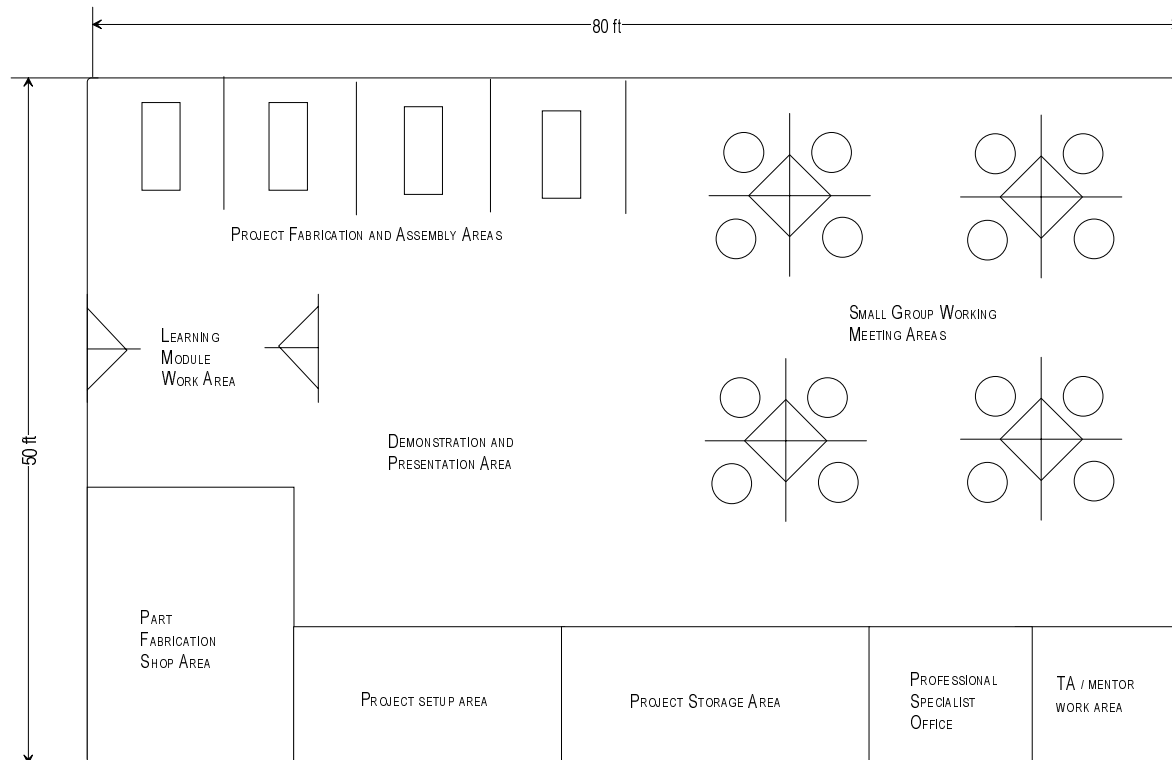 80 ft
PROJECT FABRICATION AND ASSEMBLY AREAS
SMALL GROUP WORKING
MEETING AREAS
LEARNING
MODULE
WORK AREA
50 ft
DEMONSTRATION AND
PRESENTATION AREA
PART
FABRICATION
SHOP AREA
PROJECT SETUP AREA
PROJECT STORAGE AREA
PROFESSIONAL
SPECIALIST
OFFICE
TA / MENTOR
WORK AREA